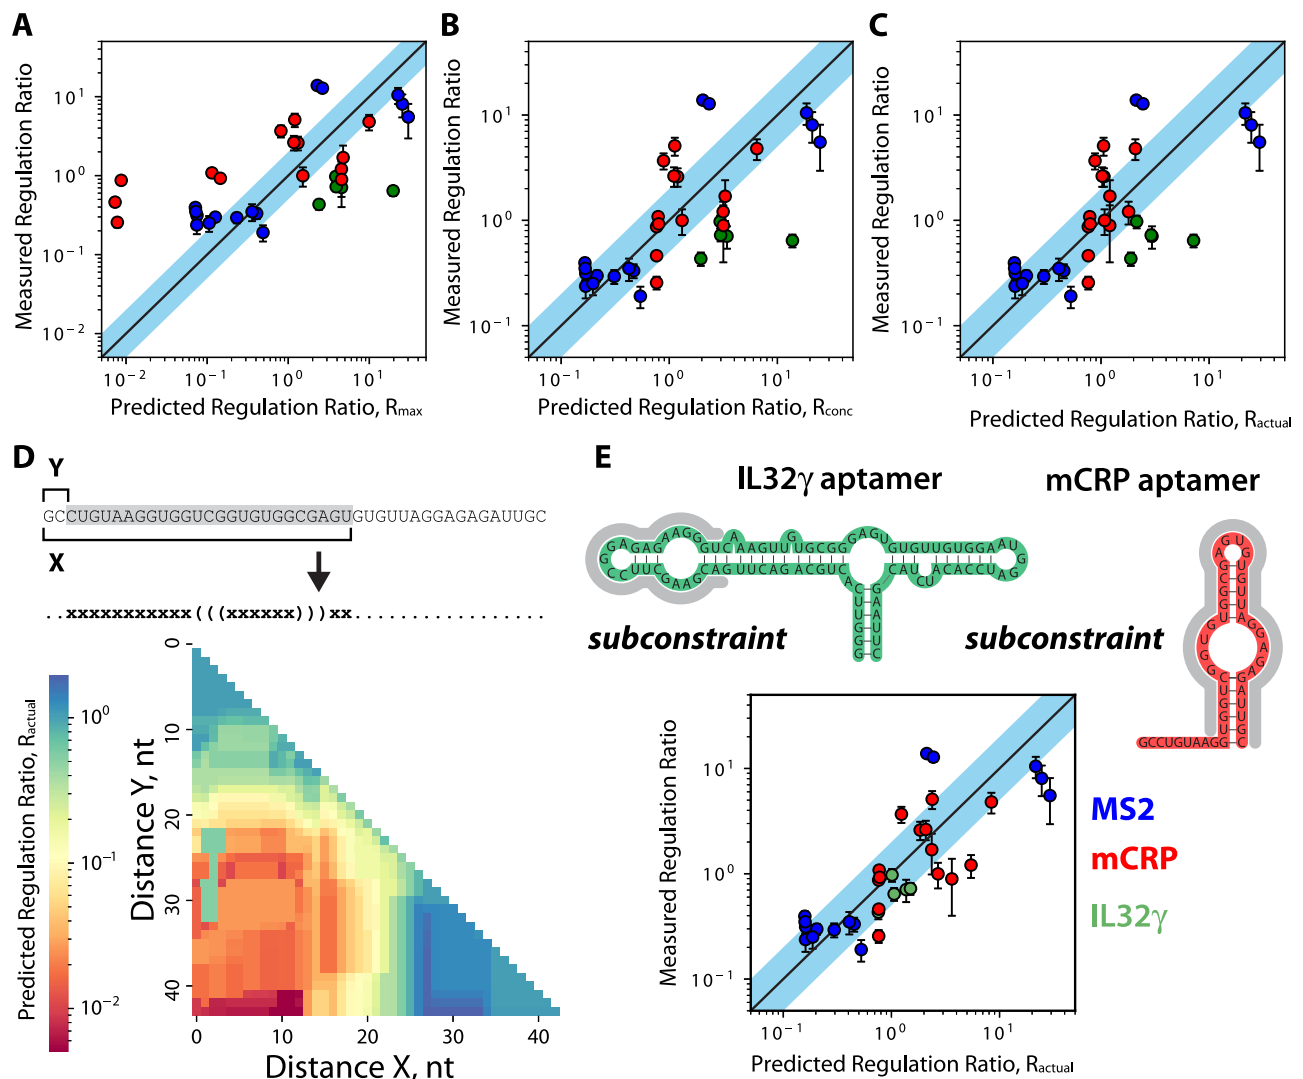 A
B
C
Measured Regulation Ratio
10¹
10⁰
10⁻¹
10⁻²
10⁻² 10⁻¹ 10⁰ 10¹
Predicted Regulation Ratio, Rmax
Measured Regulation Ratio
10¹
10⁰
10⁻¹
10⁻¹ 10⁰ 10¹
Predicted Regulation Ratio, Rconc
Measured Regulation Ratio
10¹
10⁰
10⁻¹
10⁻¹ 10⁰ 10¹
Predicted Regulation Ratio, Ractual
D
Y
GCCUGUAAGGUGGUCGGUGUGGCGAGUGUGUUAGGAGAGAUUGC
X
..xxxxxxxxxxx(((xxxxxx)))xx.................
Predicted Regulation Ratio, Ractual
10⁰
10⁻¹
10⁻²
Distance Y, nt
0
10
20
30
40
0 10 20 30 40
Distance X, nt
E
IL32γ aptamer
mCRP aptamer
subconstraint
subconstraint
GCCUGUAAGG
Measured Regulation Ratio
10¹
10⁰
10⁻¹
10⁻¹ 10⁰ 10¹
Predicted Regulation Ratio, Ractual
MS2
mCRP
IL32γ